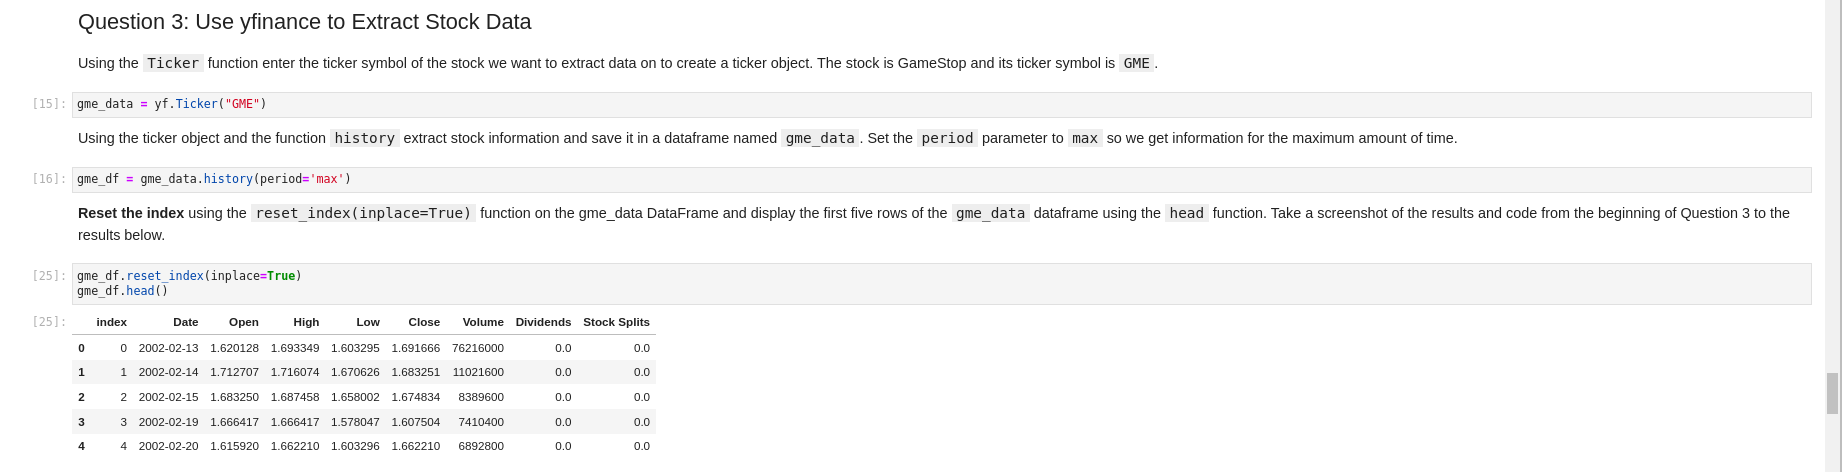 Question 3: Use yfinance to Extract Stock Data
Using the Ticker function enter the ticker symbol of the stock we want to extract data on to create a ticker object. The stock is GameStop and its ticker symbol is GME.
[15]: gme_data = yf.Ticker("GME")
Using the ticker object and the function history extract stock information and save it in a dataframe named gme_data. Set the period parameter to max so we get information for the maximum amount of time.
[16]: gme_df = gme_data.history(period='max')
Reset the index using the reset_index(inplace=True) function on the gme_data DataFrame and display the first five rows of the gme_data dataframe using the head function. Take a screenshot of the results and code from the beginning of Question 3 to the
results below.
[25]: gme_df.reset_index(inplace=True)
gme_df.head()
[25]: index Date Open High Low Close Volume Dividends Stock Splits
0 0 2002-02-13 1.620128 1.693349 1.603295 1.691666 76216000 0.0 0.0
1 1 2002-02-14 1.712707 1.716074 1.670626 1.683251 11021600 0.0 0.0
2 2 2002-02-15 1.683250 1.687458 1.658002 1.674834 8389600 0.0 0.0
3 3 2002-02-19 1.666417 1.666417 1.578047 1.607504 7410400 0.0 0.0
4 4 2002-02-20 1.615920 1.662210 1.603296 1.662210 6892800 0.0 0.0